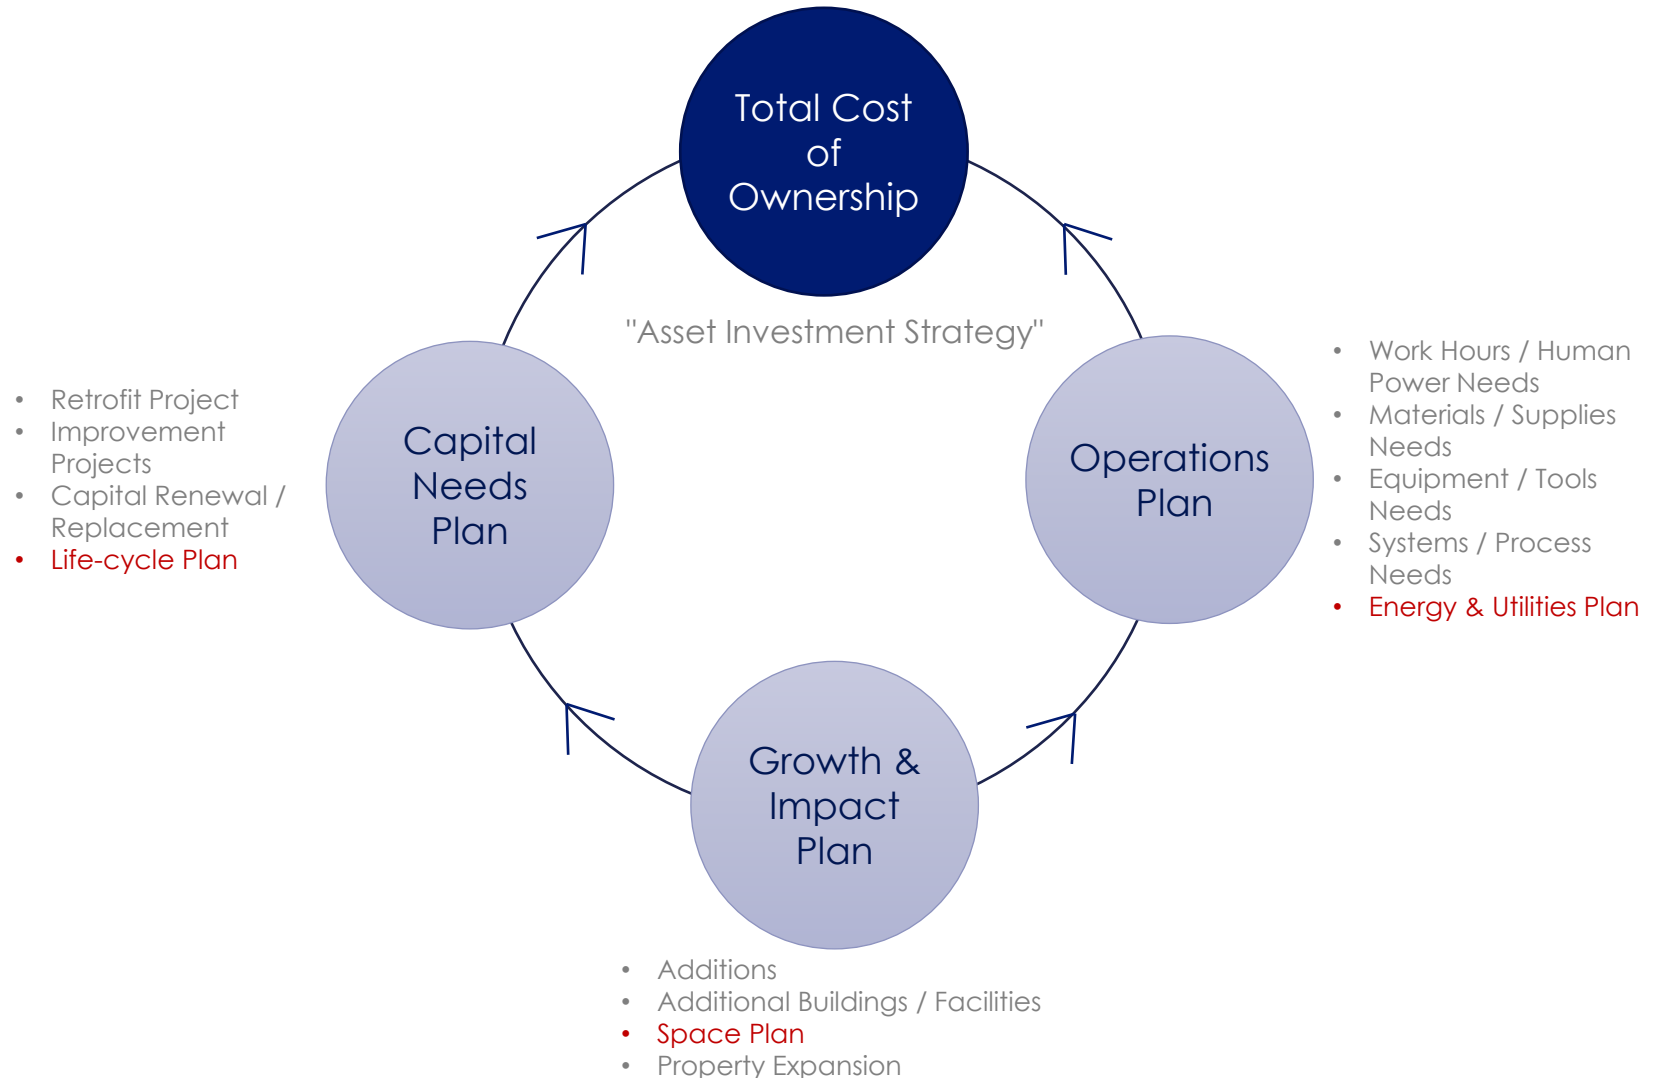 Total Cost
of
Ownership
"Asset Investment Strategy"
Capital
Needs
Plan
• Retrofit Project
• Improvement
Projects
• Capital Renewal /
Replacement
• Life-cycle Plan
Operations
Plan
• Work Hours / Human
Power Needs
• Materials / Supplies
Needs
• Equipment / Tools
Needs
• Systems / Process
Needs
• Energy & Utilities Plan
Growth &
Impact
Plan
• Additions
• Additional Buildings / Facilities
• Space Plan
• Property Expansion